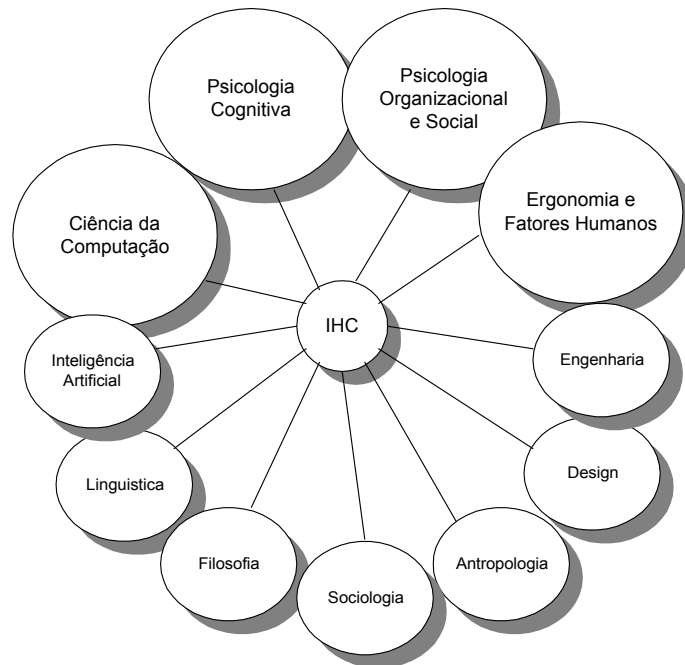 Psicologia
Cognitiva
Psicologia
Organizacional
e Social
Ergonomia e
Fatores Humanos
Ciência da
Computação
IHC
Inteligência
Artificial
Engenharia
Linguistica
Design
Filosofia
Antropologia
Sociologia